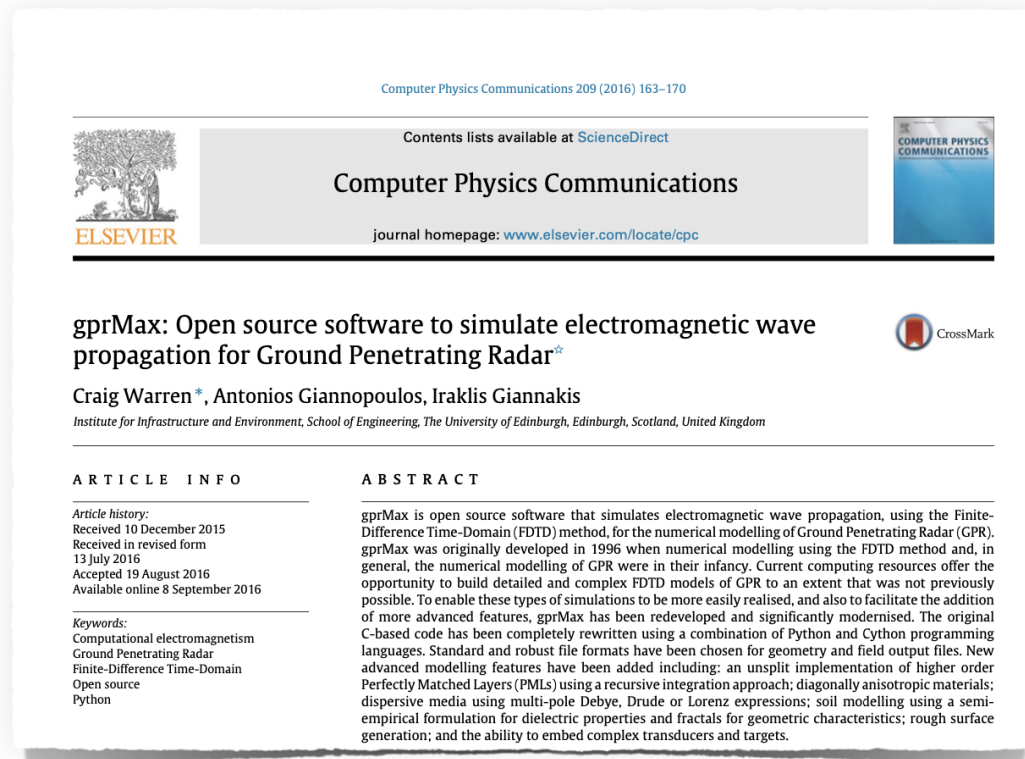 Computer Physics Communications 209 (2016) 163–170
Contents lists available at ScienceDirect
Computer Physics Communications
journal homepage: www.elsevier.com/locate/cpc
ELSEVIER
COMPUTER PHYSICS
COMMUNICATIONS
gprMax: Open source software to simulate electromagnetic wave
propagation for Ground Penetrating Radar☆
CrossMark
Craig Warren *, Antonios Giannopoulos, Iraklis Giannakis
Institute for Infrastructure and Environment, School of Engineering, The University of Edinburgh, Edinburgh, Scotland, United Kingdom
ARTICLE INFO
Article history:
Received 10 December 2015
Received in revised form
13 July 2016
Accepted 19 August 2016
Available online 8 September 2016
Keywords:
Computational electromagnetism
Ground Penetrating Radar
Finite-Difference Time-Domain
Open source
Python
ABSTRACT
gprMax is open source software that simulates electromagnetic wave propagation, using the Finite-
Difference Time-Domain (FDTD) method, for the numerical modelling of Ground Penetrating Radar (GPR).
gprMax was originally developed in 1996 when numerical modelling using the FDTD method and, in
general, the numerical modelling of GPR were in their infancy. Current computing resources offer the
opportunity to build detailed and complex FDTD models of GPR to an extent that was not previously
possible. To enable these types of simulations to be more easily realised, and also to facilitate the addition
of more advanced features, gprMax has been redeveloped and significantly modernised. The original
C-based code has been completely rewritten using a combination of Python and Cython programming
languages. Standard and robust file formats have been chosen for geometry and field output files. New
advanced modelling features have been added including: an unsplit implementation of higher order
Perfectly Matched Layers (PMLs) using a recursive integration approach; diagonally anisotropic materials;
dispersive media using multi-pole Debye, Drude or Lorenz expressions; soil modelling using a semi-
empirical formulation for dielectric properties and fractals for geometric characteristics; rough surface
generation; and the ability to embed complex transducers and targets.